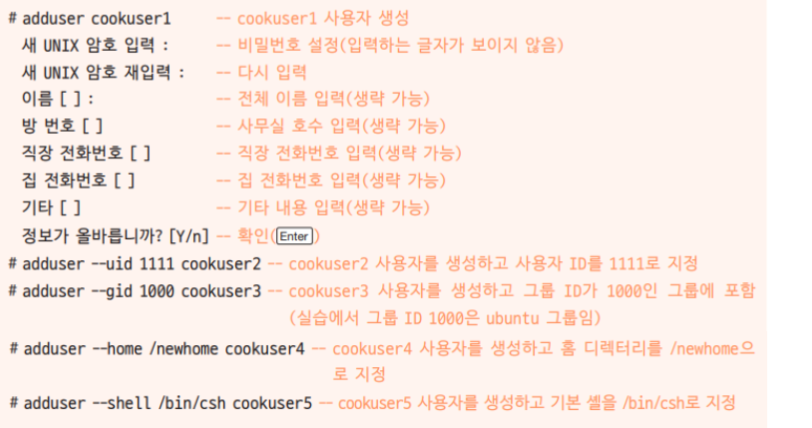 # adduser cookuser1 -- cookuser1 사용자 생성
새 UNIX 암호 입력 : -- 비밀번호 설정(입력하는 글자가 보이지 않음)
새 UNIX 암호 재입력 : -- 다시 입력
이름 [ ] : -- 전체 이름 입력(생략 가능)
방 번호 [ ] -- 사무실 호수 입력(생략 가능)
직장 전화번호 [ ] -- 직장 전화번호 입력(생략 가능)
집 전화번호 [ ] -- 집 전화번호 입력(생략 가능)
기타 [ ] -- 기타 내용 입력(생략 가능)
정보가 올바릅니까? [Y/n] -- 확인(Enter)
# adduser --uid 1111 cookuser2 -- cookuser2 사용자를 생성하고 사용자 ID를 1111로 지정
# adduser --gid 1000 cookuser3 -- cookuser3 사용자를 생성하고 그룹 ID가 1000인 그룹에 포함
(실습에서 그룹 ID 1000은 ubuntu 그룹임)
# adduser --home /newhome cookuser4 -- cookuser4 사용자를 생성하고 홈 디렉터리를 /newhome으
로 지정
# adduser --shell /bin/csh cookuser5 -- cookuser5 사용자를 생성하고 기본 셸을 /bin/csh로 지정